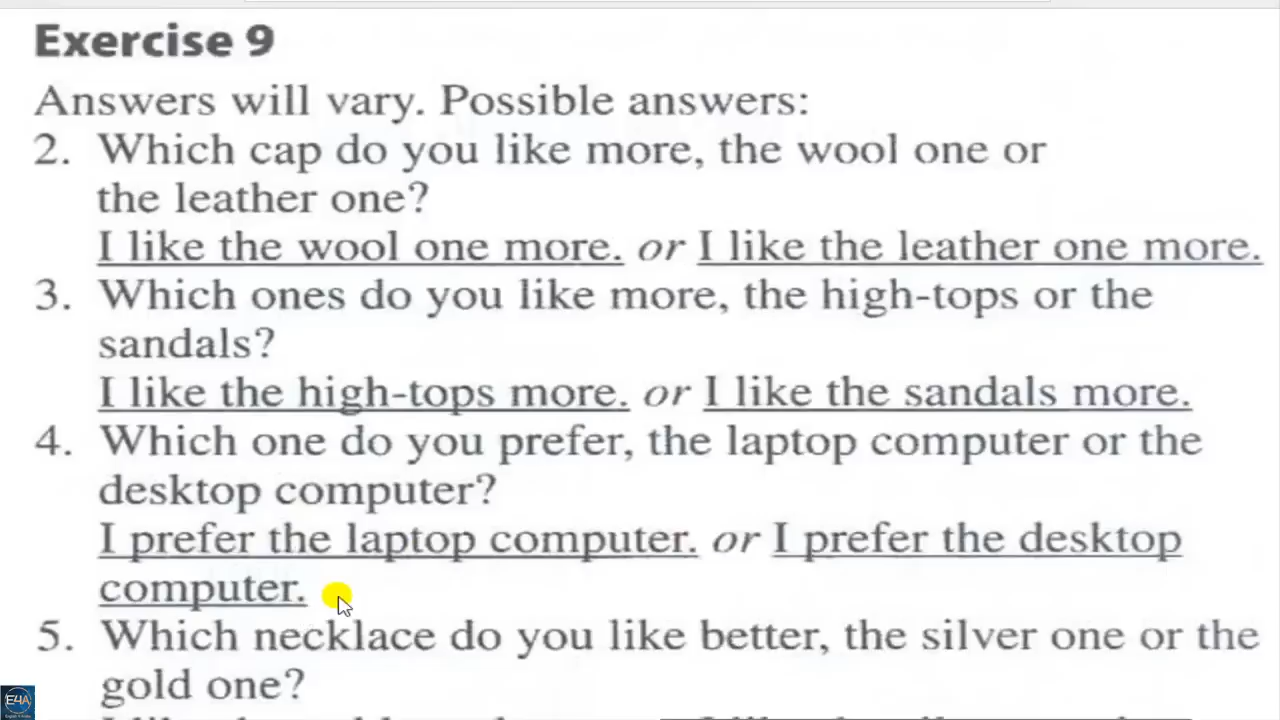 Exercise 9
Answers will vary. Possible answers:
2. Which cap do you like more, the wool one or
the leather one?
I like the wool one more. or I like the leather one more.
3. Which ones do you like more, the high-tops or the
sandals?
I like the high-tops more. or I like the sandals more.
4. Which one do you prefer, the laptop computer or the
desktop computer?
I prefer the laptop computer. or I prefer the desktop
computer.
5. Which necklace do you like better, the silver one or the
gold one?
E4A